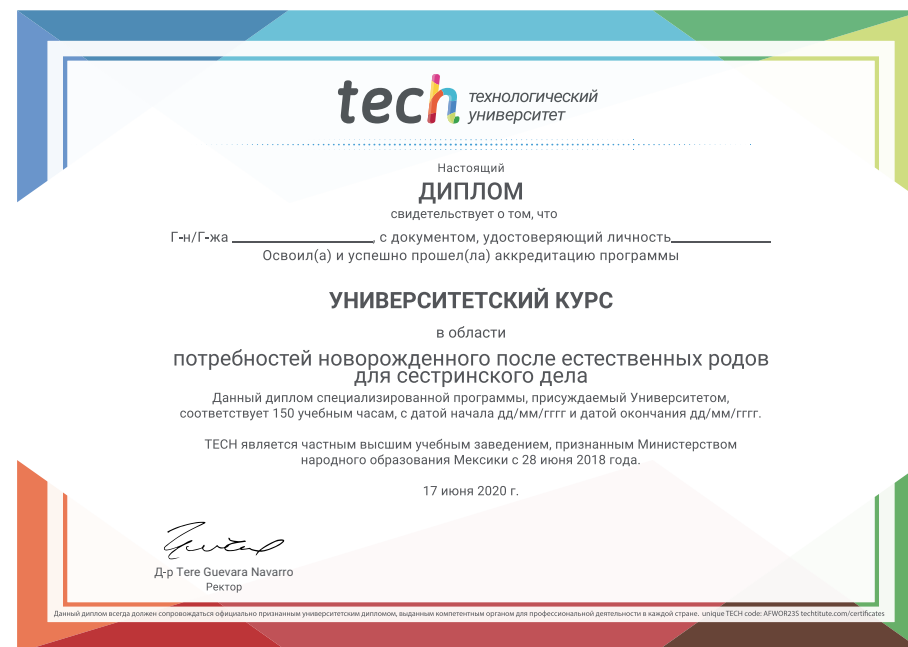 tech технологический
университет
Настоящий
ДИПЛОМ
свидетельствует о том, что
Г-н/Г-жа , с документом, удостоверяющий личность
Освоил(а) и успешно прошел(ла) аккредитацию программы
УНИВЕРСИТЕТСКИЙ КУРС
в области
потребностей новорожденного после естественных родов
для сестринского дела
Данный диплом специализированной программы, присуждаемый Университетом,
соответствует 150 учебным часам, с датой начала дд/мм/гггг и датой окончания дд/мм/гггг.
TECH является частным высшим учебным заведением, признанным Министерством
народного образования Мексики с 28 июня 2018 года.
17 июня 2020 г.
Д-р Tere Guevara Navarro
Ректор
Данный диплом всегда должен сопровождаться официально признанным университетским дипломом, выданным компетентным органом для профессиональной деятельности в каждой стране. unique TECH code: AFWOR23S techtitute.com/certificates